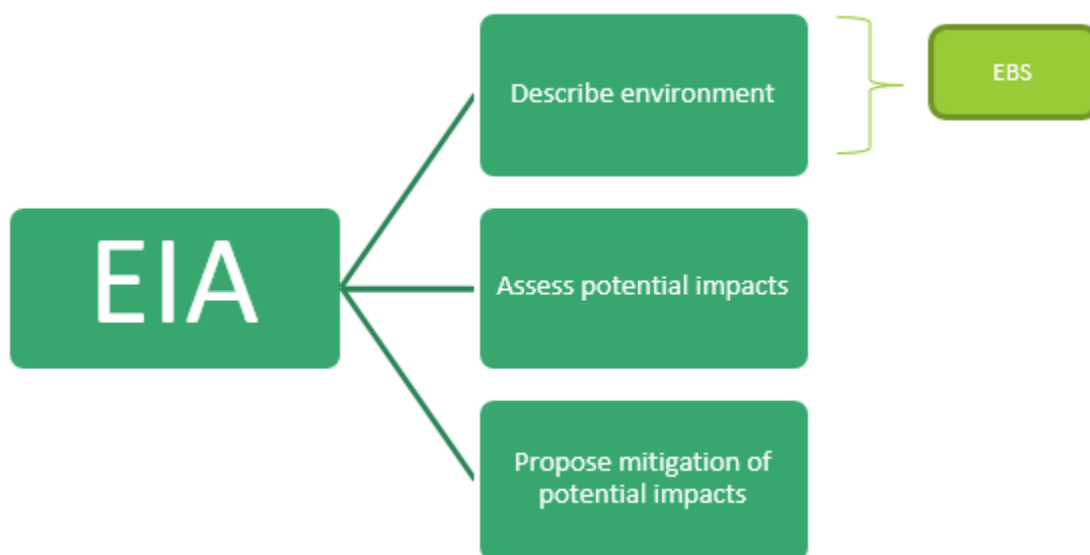 Describe environment
EBS
EIA
Assess potential impacts
Propose mitigation of
potential impacts